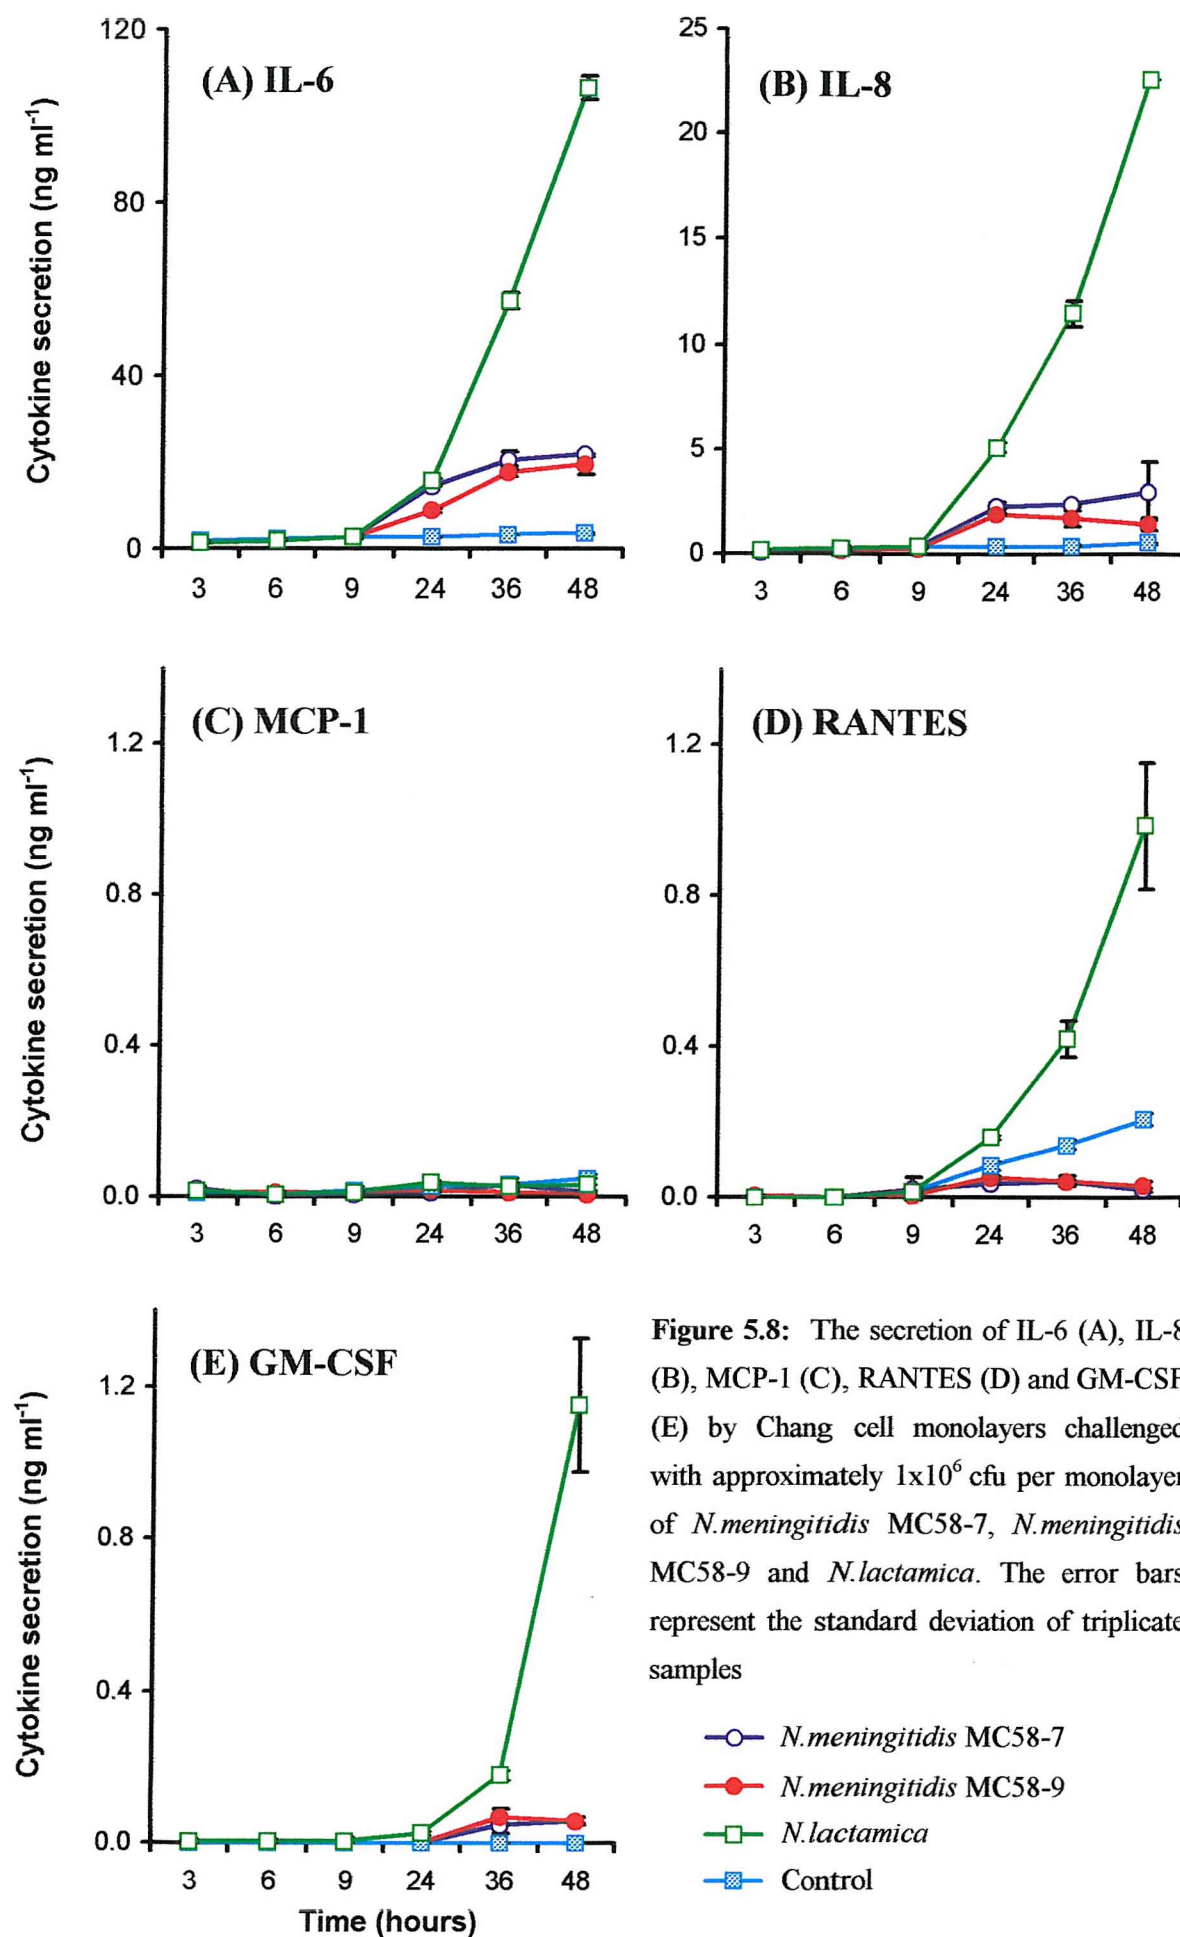 (A) IL-6
120
80
40
0
3 6 9 24 36 48
Cytokine secretion (ng ml⁻¹)
(B) IL-8
25
20
15
10
5
0
3 6 9 24 36 48
(C) MCP-1
1.2
0.8
0.4
0.0
3 6 9 24 36 48
Cytokine secretion (ng ml⁻¹)
(D) RANTES
1.2
0.8
0.4
0.0
3 6 9 24 36 48
(E) GM-CSF
1.2
0.8
0.4
0.0
3 6 9 24 36 48
Cytokine secretion (ng ml⁻¹)
Time (hours)
Figure 5.8: The secretion of IL-6 (A), IL-8
(B), MCP-1 (C), RANTES (D) and GM-CSF
(E) by Chang cell monolayers challenged
with approximately 1x10⁶ cfu per monolayer
of N.meningitidis MC58-7, N.meningitidis
MC58-9 and N.lactamica. The error bars
represent the standard deviation of triplicate
samples
N.meningitidis MC58-7
N.meningitidis MC58-9
N.lactamica
Control